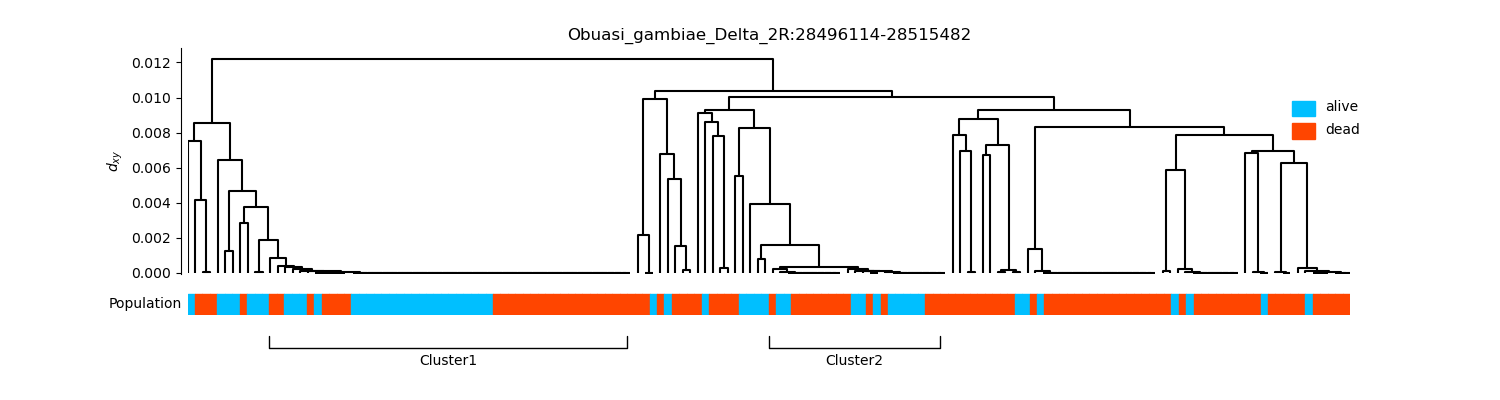 Obuasi_gambiae_Delta_2R:28496114-28515482
0.012
0.010
0.008
0.006
0.004
0.002
0.000
dxy
alive
dead
Population
Cluster1
Cluster2